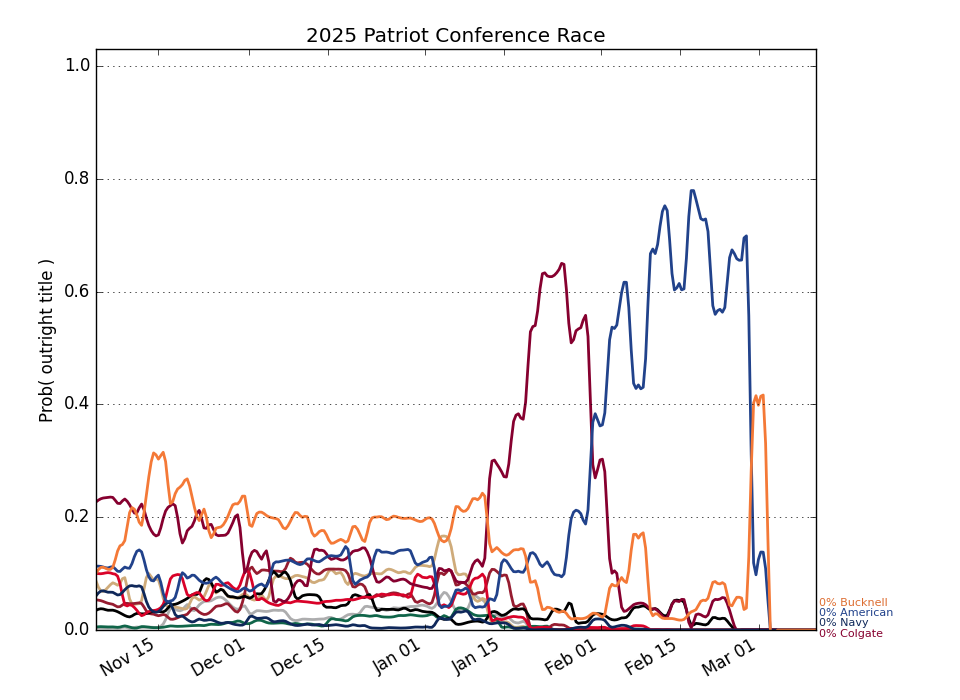 2025 Patriot Conference Race
Prob( outright title )
1.0
0.8
0.6
0.4
0.2
0.0
Nov 15
Dec 01
Dec 15
Jan 01
Jan 15
Feb 01
Feb 15
Mar 01
0% Bucknell
0% American
0% Navy
0% Colgate